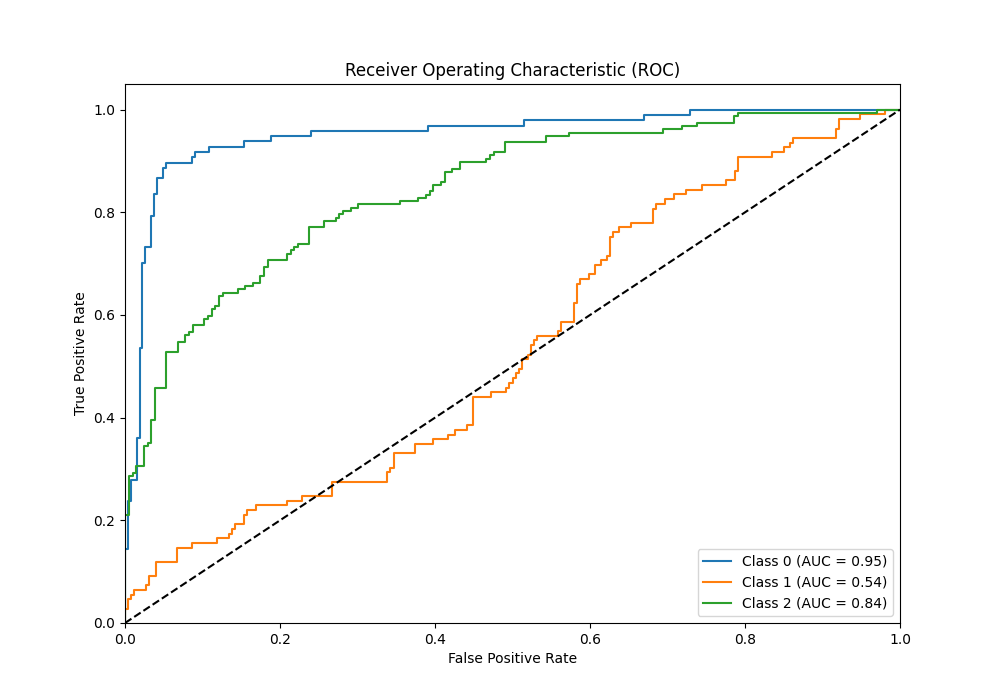 Receiver Operating Characteristic (ROC)
1.0
0.8
0.6
0.4
0.2
0.0
True Positive Rate
0.0 0.2 0.4 0.6 0.8 1.0
False Positive Rate
Class 0 (AUC = 0.95)
Class 1 (AUC = 0.54)
Class 2 (AUC = 0.84)